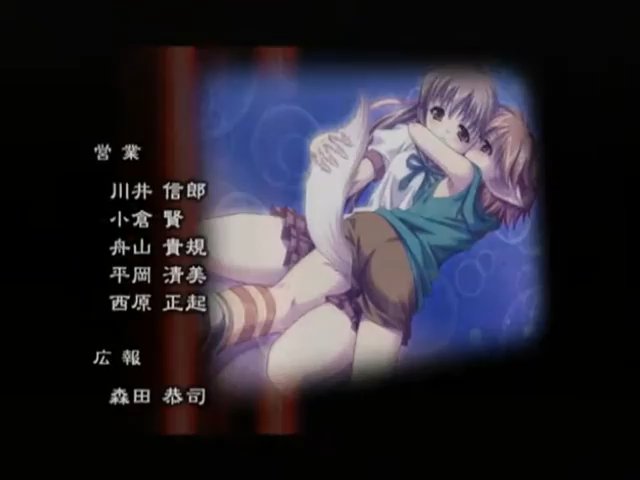 営業
川井 信郎
小倉 賢
舟山 貴規
平岡 清美
西原 正起
広報
森田 恭司